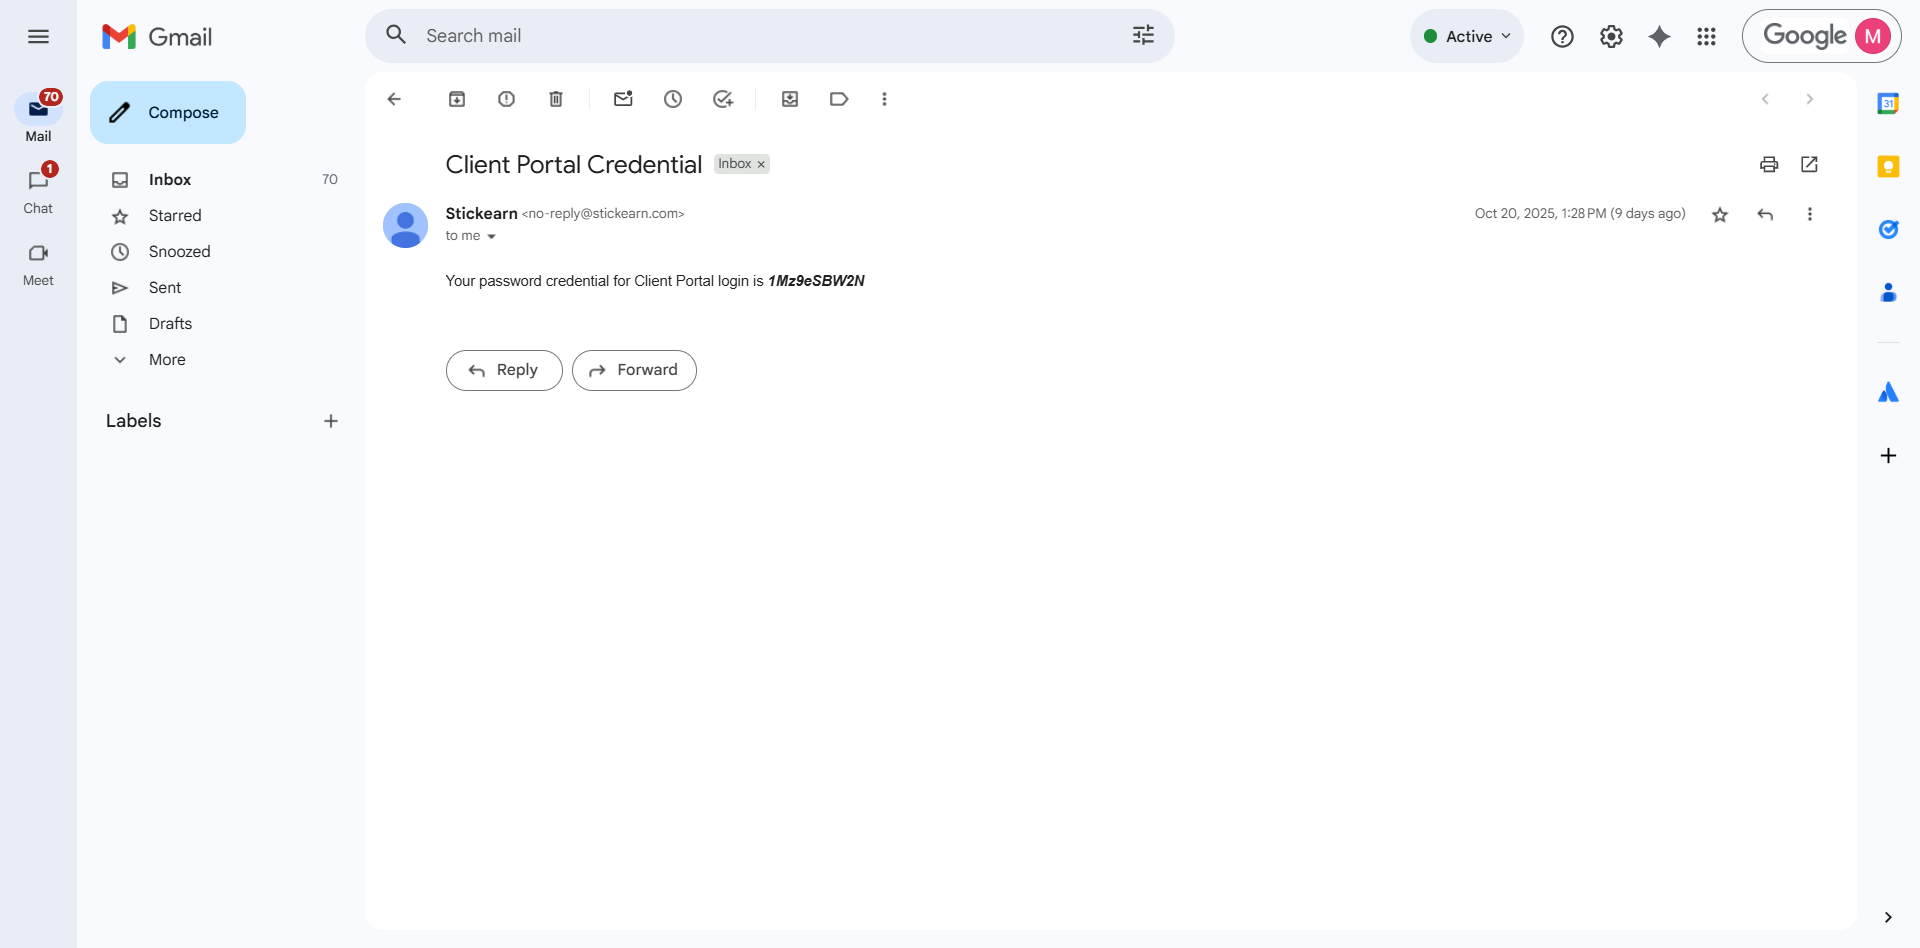 Gmail
Search mail
Active
Google
M
70
Mail
1
Chat
Meet
Compose
Inbox 70
Starred
Snoozed
Sent
Drafts
More
Labels
Client Portal Credential Inbox ×
Stickearn <no-reply@stickearn.com> Oct 20, 2025, 1:28 PM (9 days ago)
to me
Your password credential for Client Portal login is 1Mz9eSBW2N
Reply
Forward
31